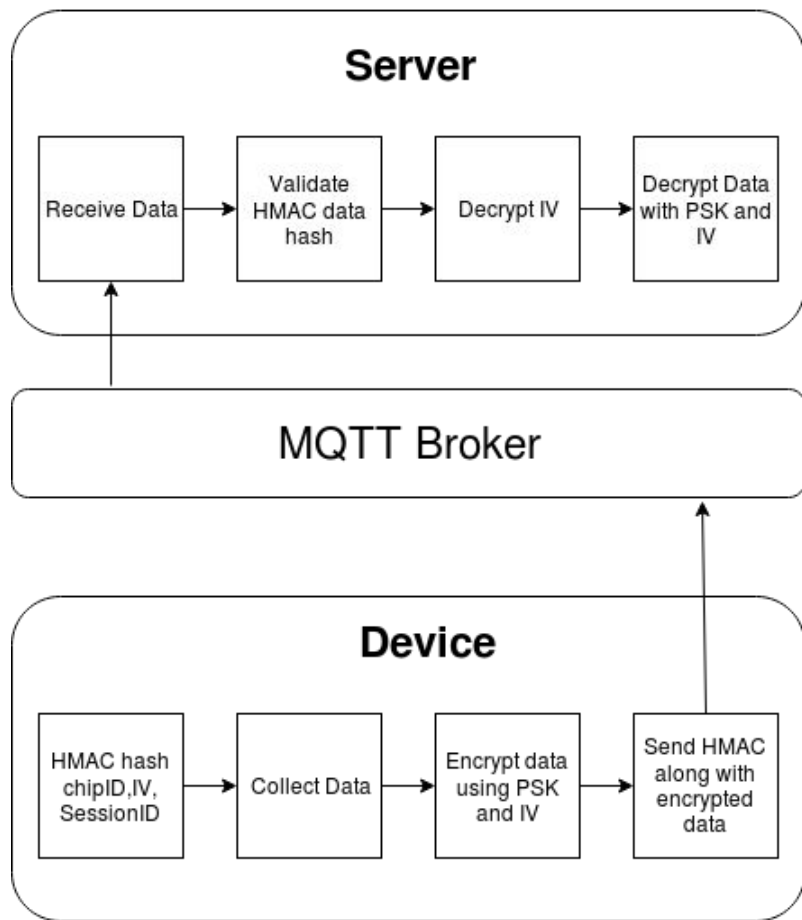 Server
Receive Data
Validate
HMAC data
hash
Decrypt IV
Decrypt Data
with PSK and
IV
MQTT Broker
Device
HMAC hash
chipID,IV,
SessionID
Collect Data
Encrypt data
using PSK
and IV
Send HMAC
along with
encrypted
data